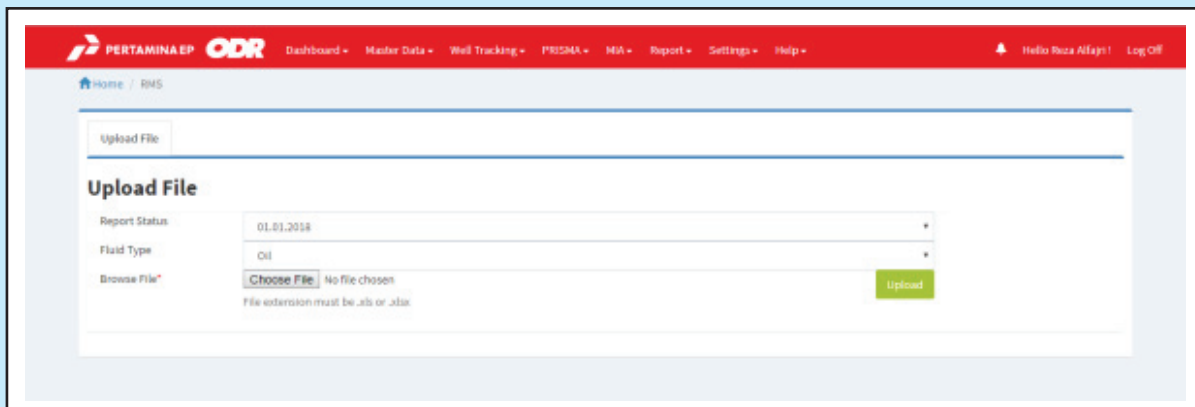 PERTAMINA EP ODR Dashboard Master Data Well Tracking PRISMA MIA Report Settings Help Hello Reza Alfajri! Log Off
Home / RMS
Upload File
Upload File
Report Status 01.01.2018
Fluid Type Oil
Browse File* Choose File No file chosen Upload
File extension must be .xls or .xlsx